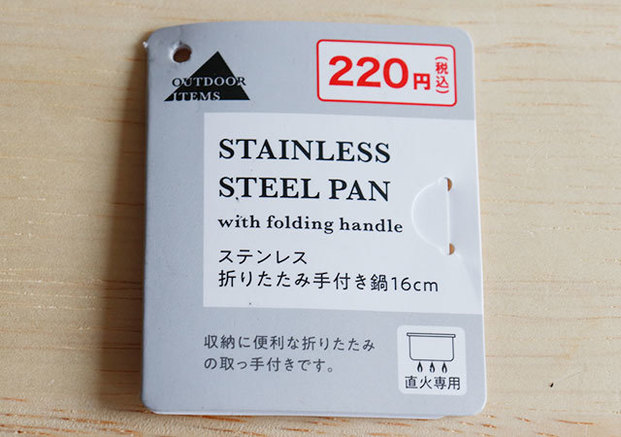 OUTDOOR
ITEMS
220円(税込)
STAINLESS
STEEL PAN
with folding handle
ステンレス
折りたたみ手付き鍋16cm
収納に便利な折りたたみ
の取っ手付きです。
直火専用